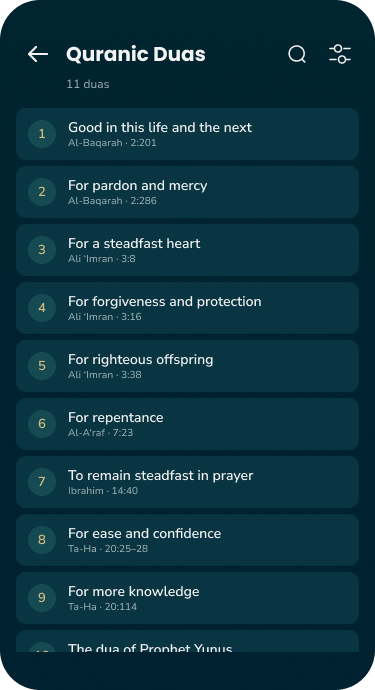 Quranic Duas
11 duas
1
Good in this life and the next
Al-Baqarah · 2:201
2
For pardon and mercy
Al-Baqarah · 2:286
3
For a steadfast heart
Ali 'Imran · 3:8
4
For forgiveness and protection
Ali 'Imran · 3:16
5
For righteous offspring
Ali 'Imran · 3:38
6
For repentance
Al-A'raf · 7:23
7
To remain steadfast in prayer
Ibrahim · 14:40
8
For ease and confidence
Ta-Ha · 20:25–28
9
For more knowledge
Ta-Ha · 20:114
The dua of Prophet Yunus